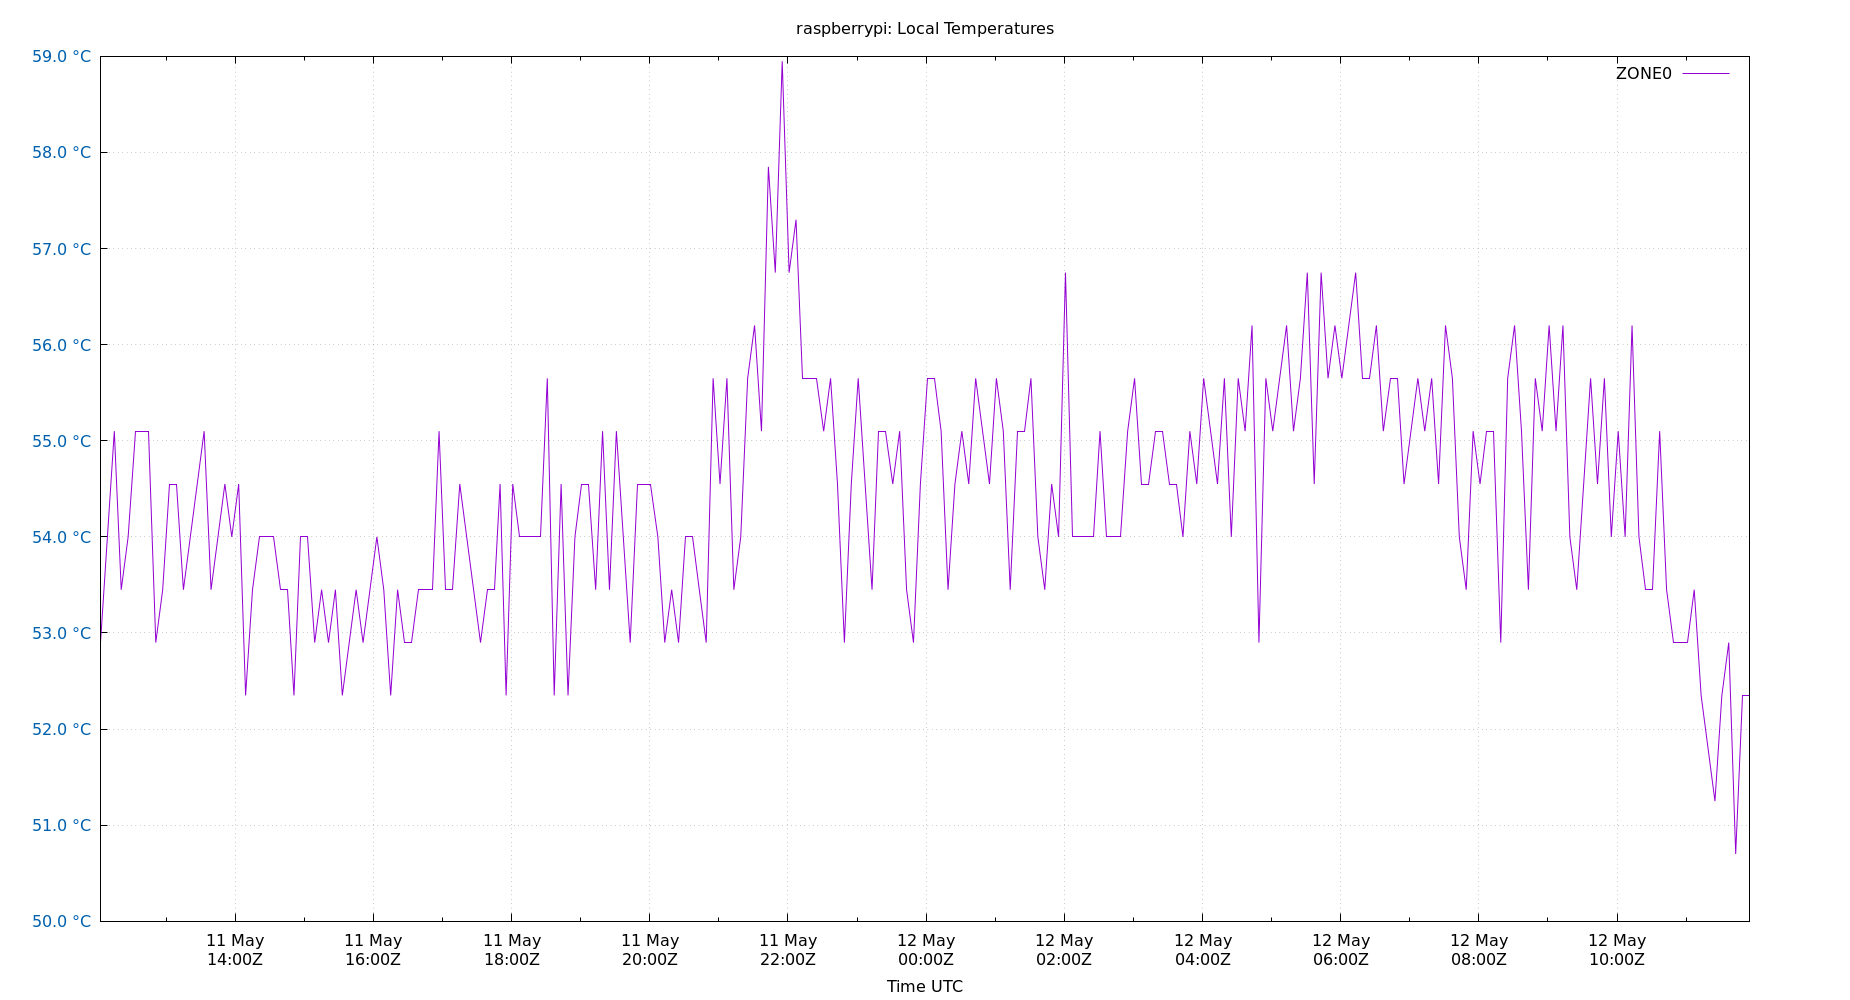 raspberrypi: Local Temperatures
59.0 °C
ZONE0
58.0 °C
57.0 °C
56.0 °C
55.0 °C
54.0 °C
53.0 °C
52.0 °C
51.0 °C
50.0 °C
11 May 11 May 11 May 11 May 11 May 12 May 12 May 12 May 12 May 12 May 12 May
14:00Z 16:00Z 18:00Z 20:00Z 22:00Z 00:00Z 02:00Z 04:00Z 06:00Z 08:00Z 10:00Z
Time UTC